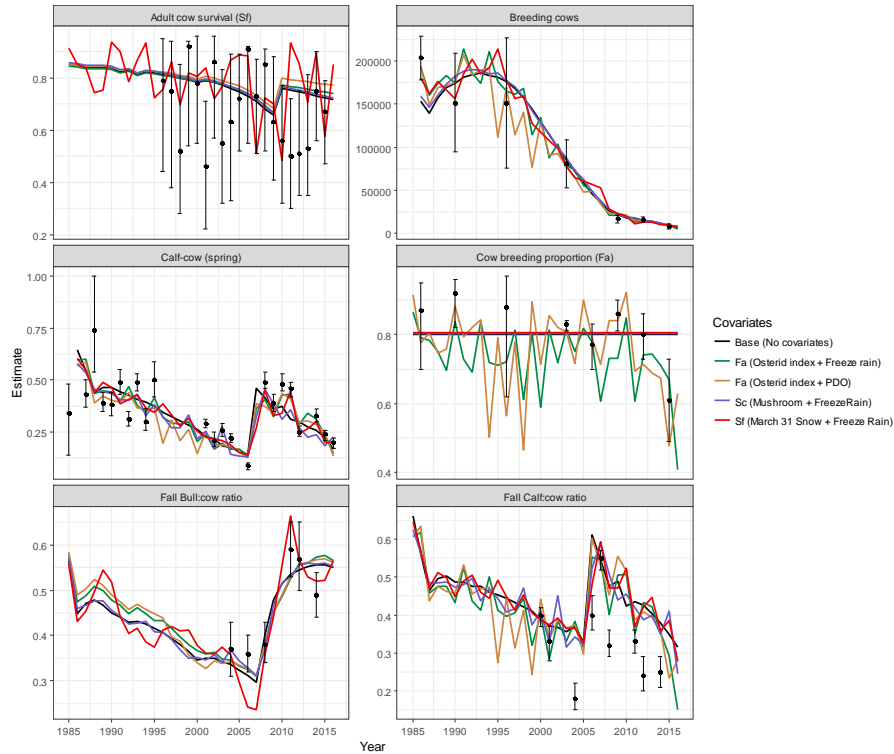 Adult cow survival (Sf)
Breeding cows
0.8
0.6
0.4
0.2
200000
150000
100000
50000
0
Calf-cow (spring)
Cow breeding proportion (Fa)
1.00
0.75
0.50
0.25
1.0
0.8
0.6
0.4
Estimate
Fall Bull:cow ratio
Fall Calf:cow ratio
0.6
0.5
0.4
0.3
0.6
0.5
0.4
0.3
0.2
1985 1990 1995 2000 2005 2010 2015
1985 1990 1995 2000 2005 2010 2015
Year
Covariates
Base (No covariates)
Fa (Osterid index + Freeze rain)
Fa (Osterid index + PDO)
Sc (Mushroom + FreezeRain)
Sf (March 31 Snow + Freeze Rain)